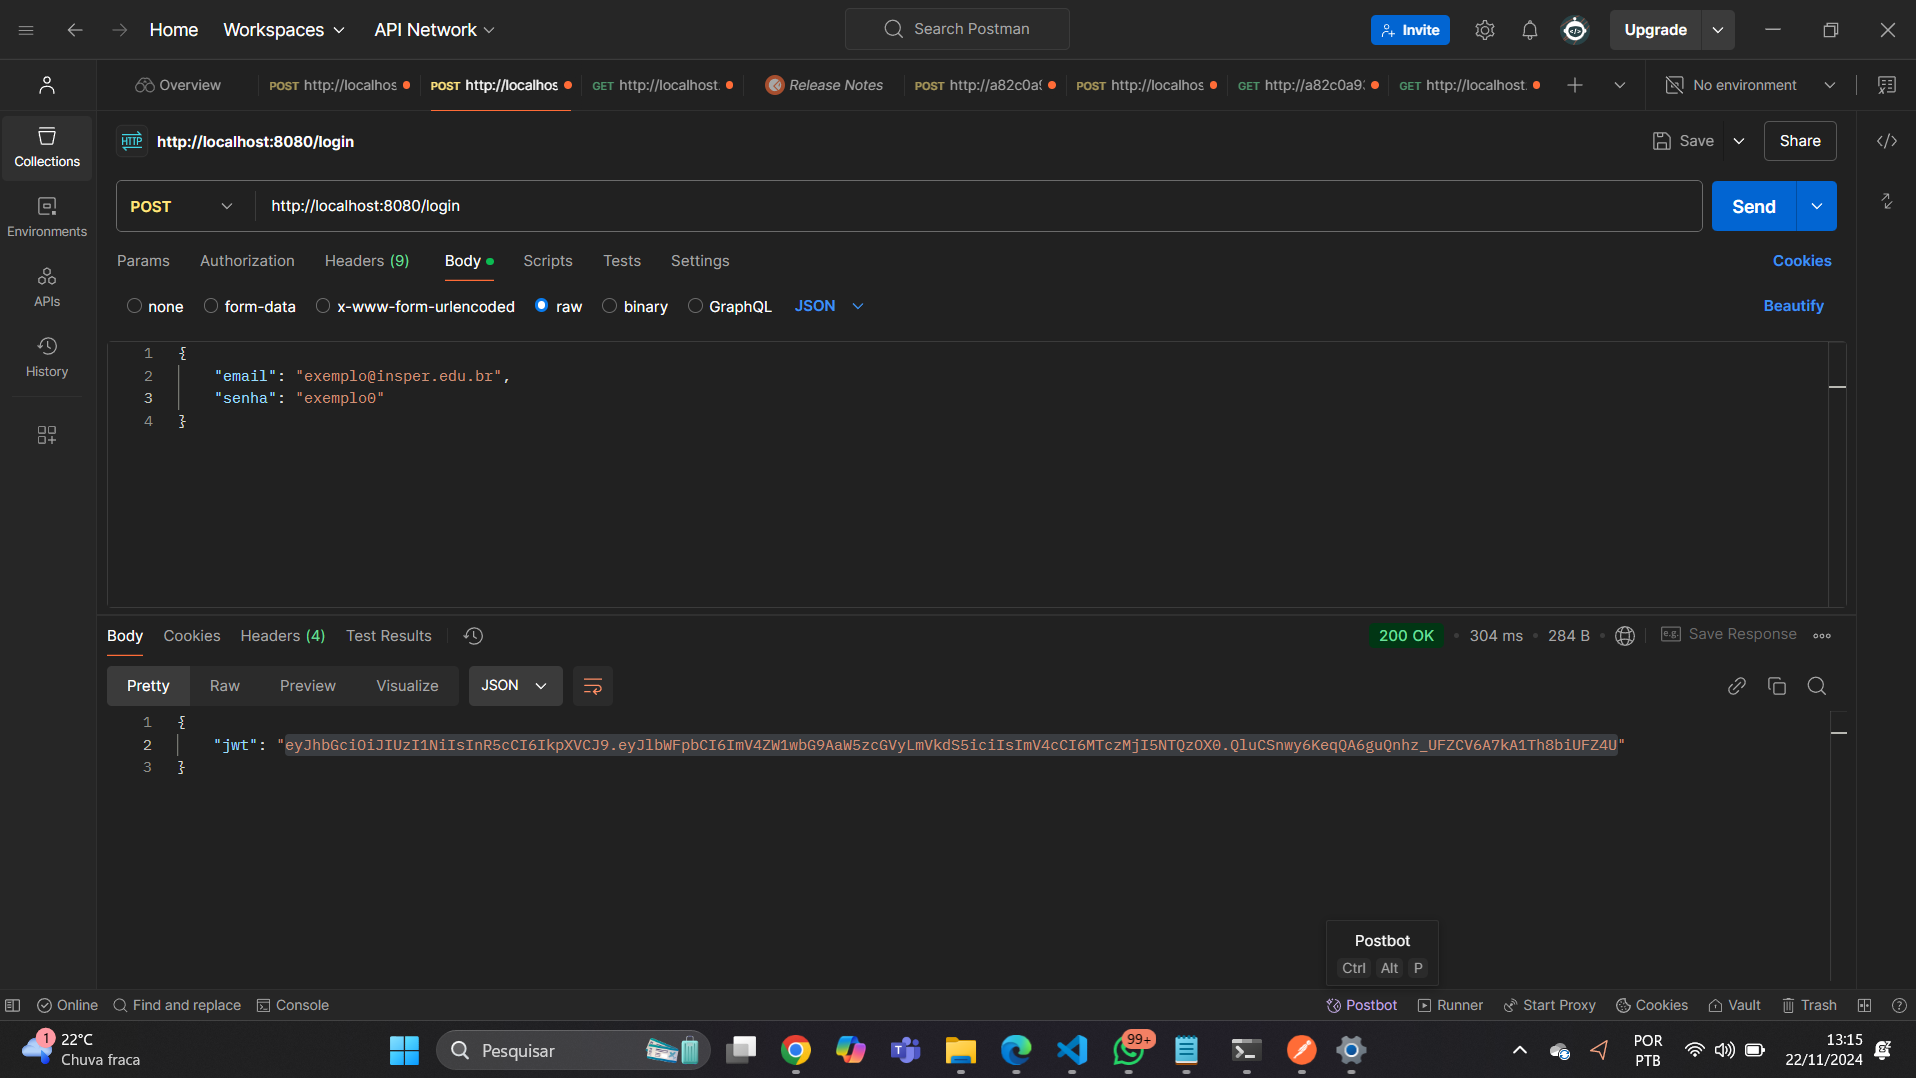 Home Workspaces API Network Search Postman Invite Upgrade
Overview POST http://localhos POST http://localhos GET http://localhost. Release Notes POST http://a82c0a9 POST http://localhos GET http://a82c0a93 GET http://localhost. No environment
HTTP http://localhost:8080/login Save Share
Collections
POST http://localhost:8080/login Send
Environments
Params Authorization Headers (9) Body Scripts Tests Settings Cookies
APIs
none form-data x-www-form-urlencoded raw binary GraphQL JSON Beautify
History
1 {
2 "email": "exemplo@insper.edu.br",
3 "senha": "exemplo0"
4 }
Body Cookies Headers (4) Test Results 200 OK 304 ms 284 B e.g. Save Response
Pretty Raw Preview Visualize JSON
1 {
2 "jwt": "eyJhbGciOiJIUzI1NiIsInR5cCI6IkpXVCJ9.eyJlbWFpbCI6ImV4ZW1wbG9AaW5zcGVyLmVkdS5iciIsImV4cCI6MTczMjI5NTQzOX0.QluCSnwy6KeqQA6guQnhz_UFZCV6A7kA1Th8biUFZ4U"
3 }
Postbot
Ctrl Alt P
Online Find and replace Console Postbot Runner Start Proxy Cookies Vault Trash
1 22°C
Chuva fraca
Pesquisar
99+
POR
PTB
13:15
22/11/2024